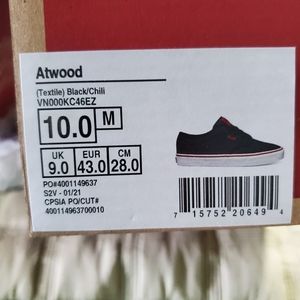 Atwood
(Textile) Black/Chili
VN000KC46EZ
10.0 M
UK EUR CM
9.0 43.0 28.0
PO#4001149637
S2V - 01/21
CPSIA PO/CUT#
400114963700010
7 15752 20649 4